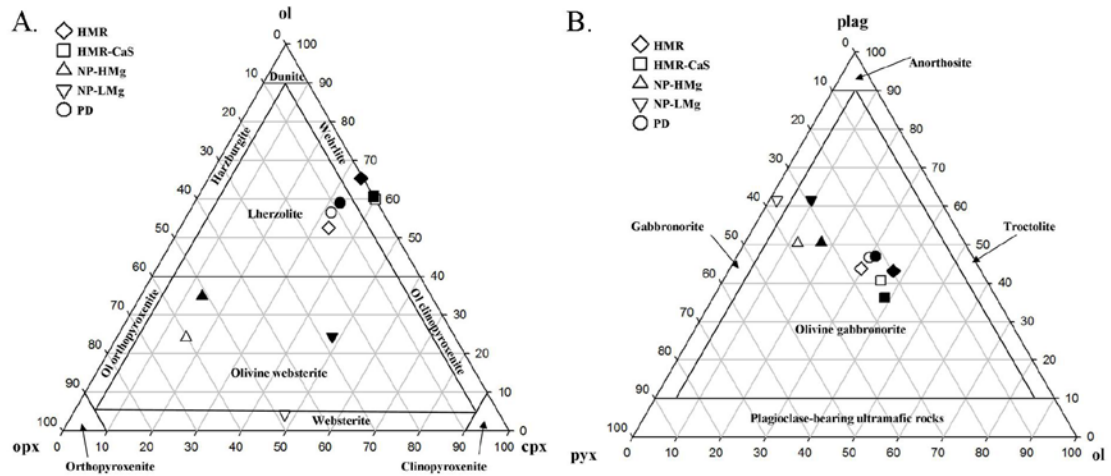 A.
ol
HMR
HMR-CaS
NP-HMg
NP-LMg
PD
0
10
20
30
40
50
60
70
80
90
100
100
90
80
70
60
50
40
30
20
10
0
Dunite
Harzburgite
Wehrlite
Lherzolite
Ol orthopyroxenite
Ol clinopyroxenite
Olivine websterite
Websterite
0 10 20 30 40 50 60 70 80 90 100
opx
cpx
Orthopyroxenite
Clinopyroxenite
B.
plag
HMR
HMR-CaS
NP-HMg
NP-LMg
PD
0
10
20
30
40
50
60
70
80
90
100
100
90
80
70
60
50
40
30
20
10
0
Anorthosite
Gabbronorite
Troctolite
Olivine gabbronorite
Plagioclase-bearing ultramafic rocks
0 10 20 30 40 50 60 70 80 90 100
pyx
ol